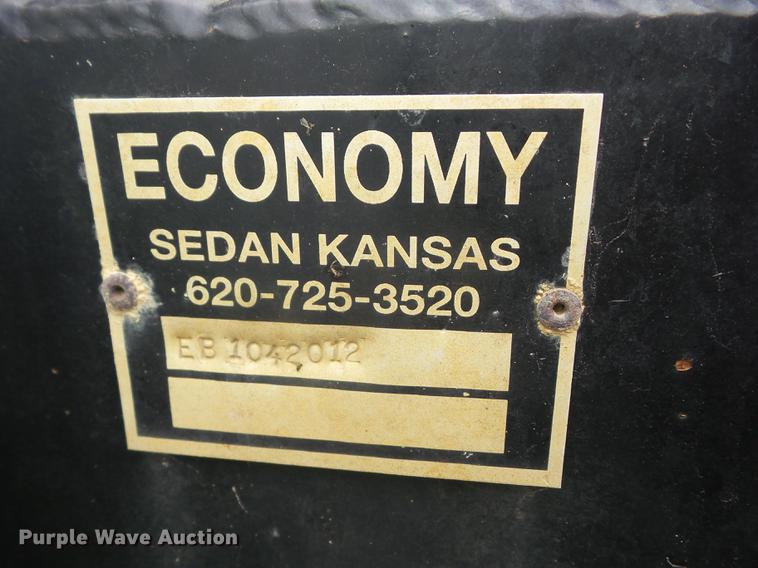 ECONOMY
SEDAN KANSAS
620-725-3520
EB 1042012
Purple Wave Auction